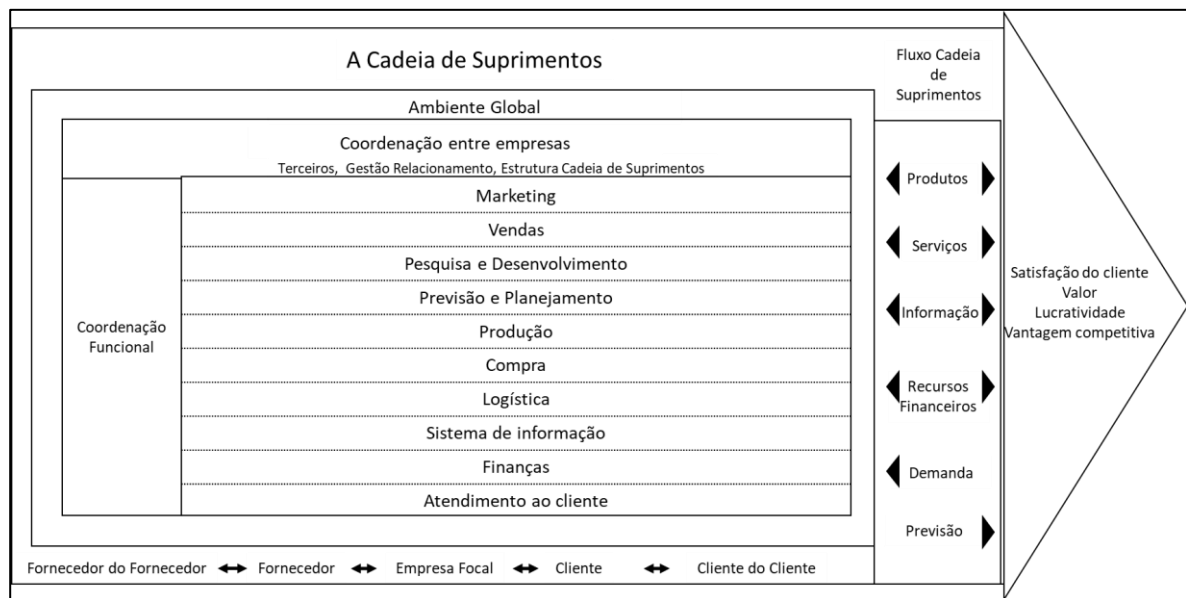 A Cadeia de Suprimentos
Fluxo Cadeia
de
Suprimentos
Ambiente Global
Coordenação entre empresas
Terceiros, Gestão Relacionamento, Estrutura Cadeia de Suprimentos
Coordenação
Funcional
Marketing
Vendas
Pesquisa e Desenvolvimento
Previsão e Planejamento
Produção
Compra
Logística
Sistema de informação
Finanças
Atendimento ao cliente
Produtos
Serviços
Informação
Recursos
Financeiros
Demanda
Previsão
Satisfação do cliente
Valor
Lucratividade
Vantagem competitiva
Fornecedor do Fornecedor Fornecedor Empresa Focal Cliente Cliente do Cliente